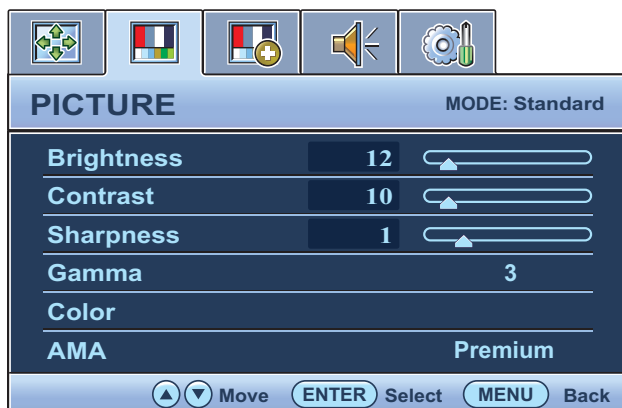 PICTURE MODE: Standard
Brightness 12
Contrast 10
Sharpness 1
Gamma 3
Color
AMA Premium
Move ENTER Select MENU Back